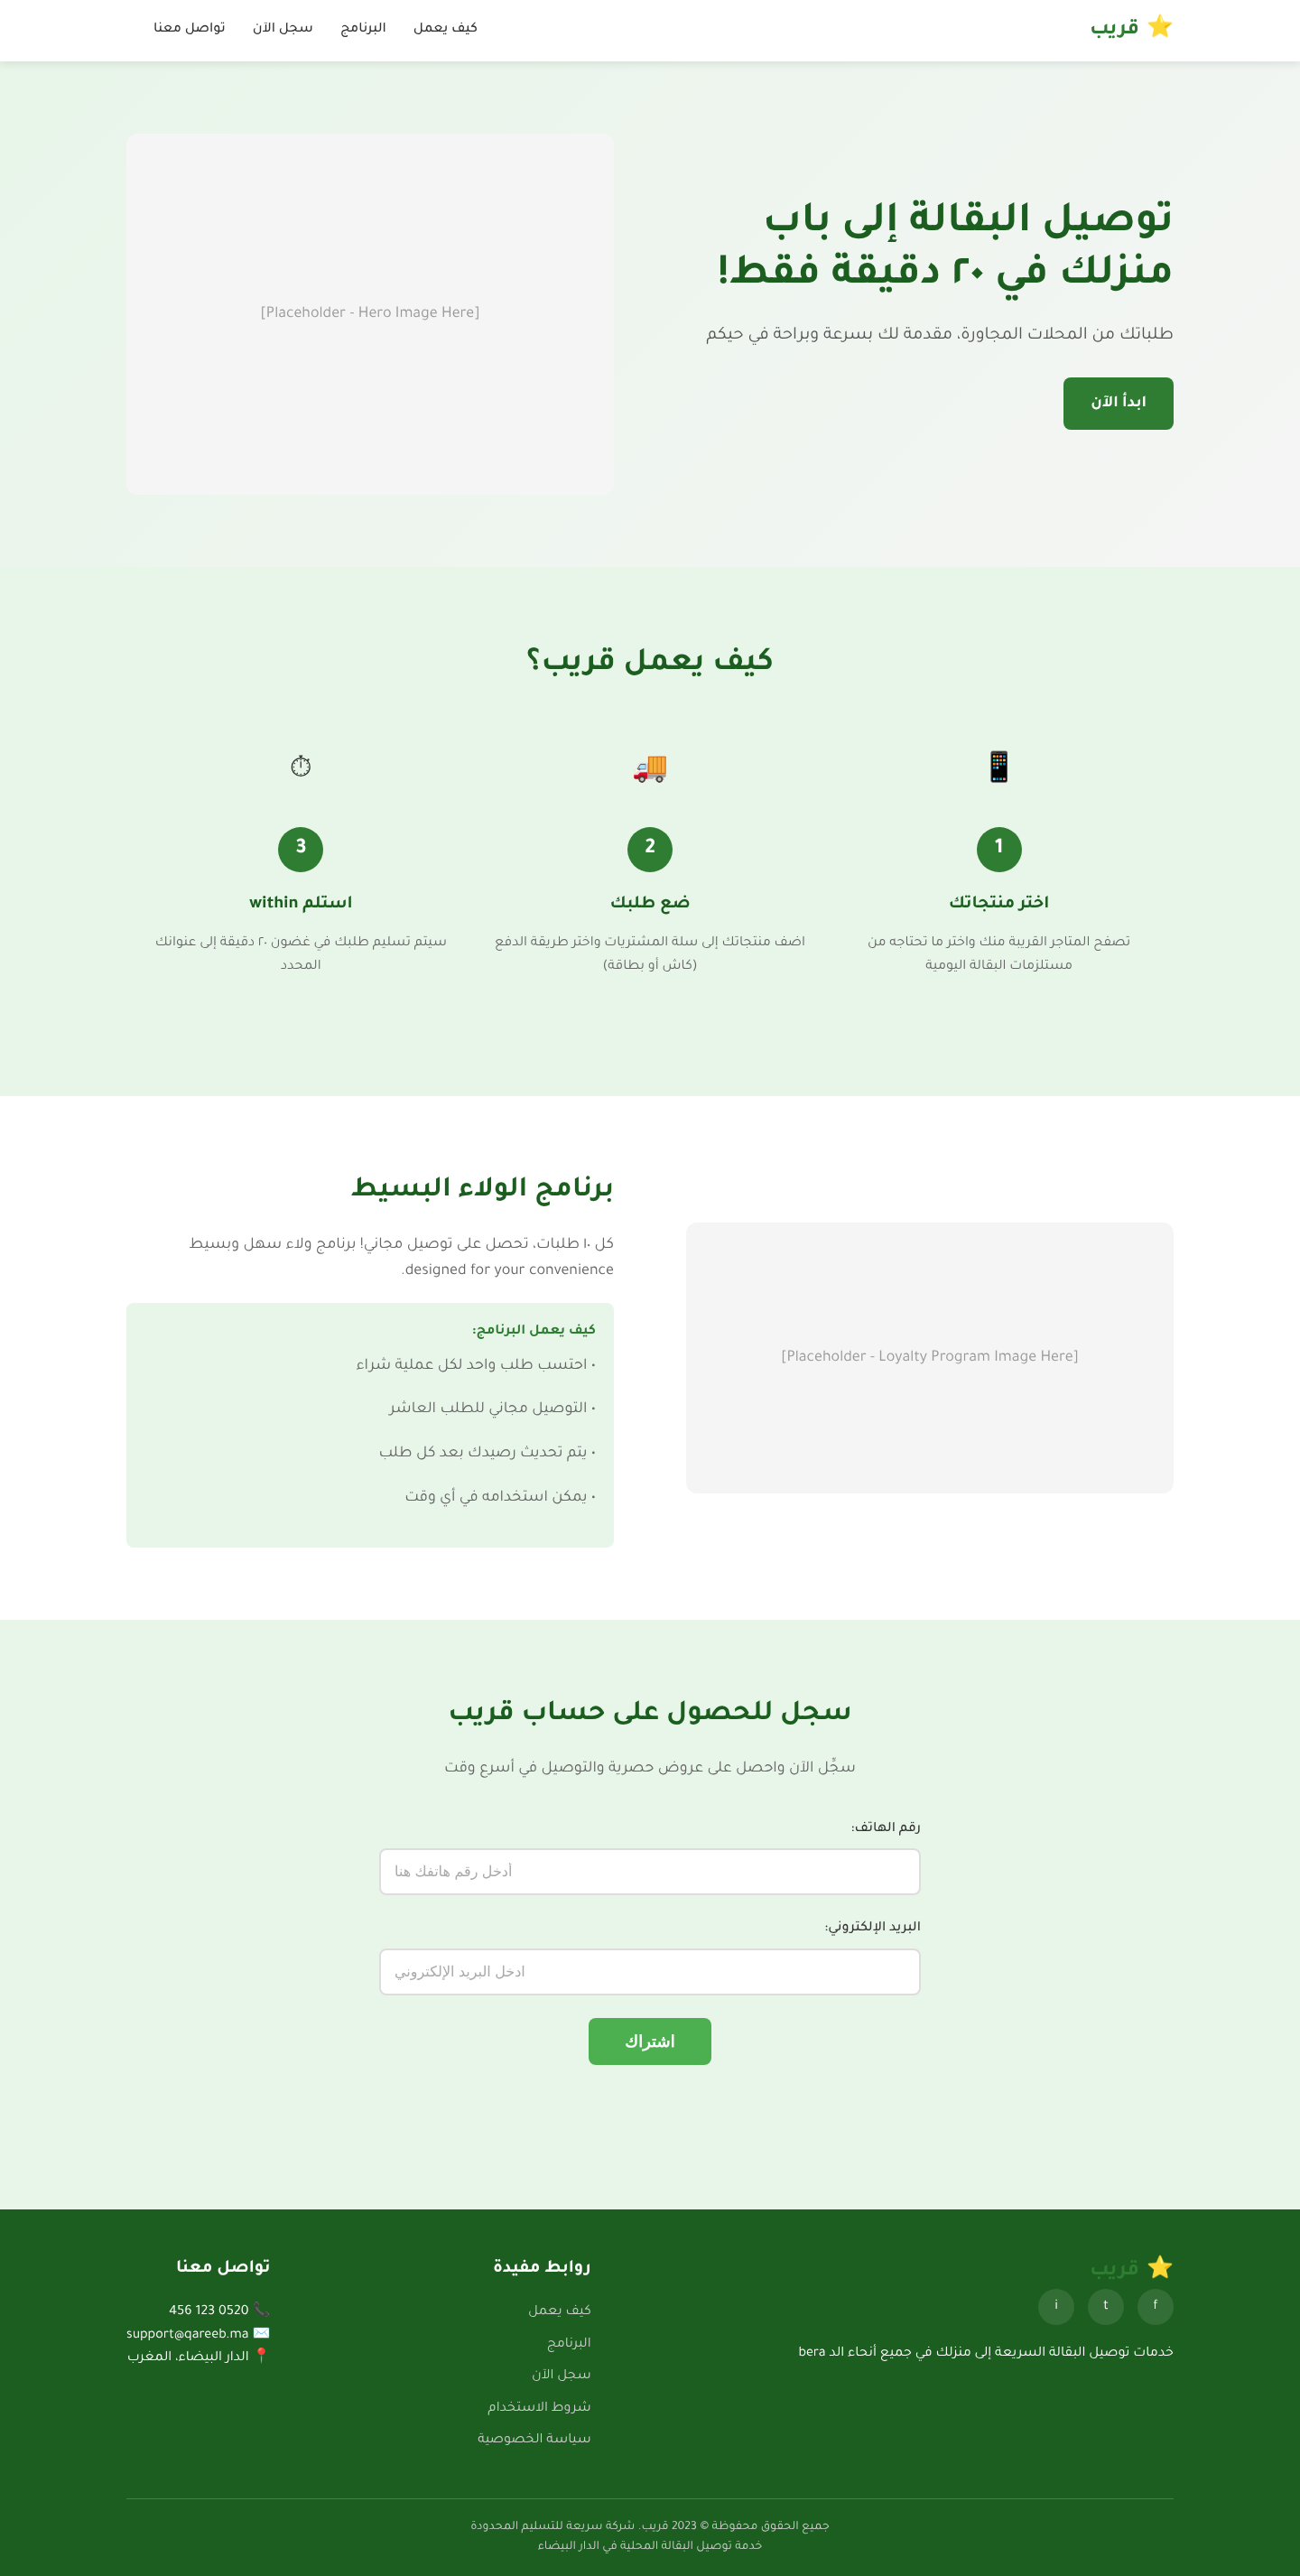 ⭐ قريب
كيف يعمل
البرنامج
سجل الآن
تواصل معنا
توصيل البقالة إلى باب
منزلك في ٢٠ دقيقة فقط!
طلباتك من المحلات المجاورة، مقدمة لك بسرعة وبراحة في حيكم
ابدأ الآن
[Placeholder - Hero Image Here]
كيف يعمل قريب؟
1
اختر منتجاتك
تصفح المتاجر القريبة منك واختر ما تحتاجه من
مستلزمات البقالة اليومية
2
ضع طلبك
اضف منتجاتك إلى سلة المشتريات واختر طريقة الدفع
(كاش أو بطاقة)
3
استلم within
سيتم تسليم طلبك في غضون ٢٠ دقيقة إلى عنوانك
المحدد
[Placeholder - Loyalty Program Image Here]
برنامج الولاء البسيط
كل ١٠ طلبات، تحصل على توصيل مجاني! برنامج ولاء سهل وبسيط
designed for your convenience.
كيف يعمل البرنامج:
• احتسب طلب واحد لكل عملية شراء
• التوصيل مجاني للطلب العاشر
• يتم تحديث رصيدك بعد كل طلب
• يمكن استخدامه في أي وقت
سجل للحصول على حساب قريب
سجِّل الآن واحصل على عروض حصرية والتوصيل في أسرع وقت
رقم الهاتف:
أدخل رقم هاتفك هنا
البريد الإلكتروني:
ادخل البريد الإلكتروني
اشتراك
⭐ قريب
f
t
i
خدمات توصيل البقالة السريعة إلى منزلك في جميع أنحاء الد bera
روابط مفيدة
كيف يعمل
البرنامج
سجل الآن
شروط الاستخدام
سياسة الخصوصية
تواصل معنا
📞 0520 123 456
✉️ support@qareeb.ma
📍 الدار البيضاء، المغرب
جميع الحقوق محفوظة © 2023 قريب. شركة سريعة للتسليم المحدودة
خدمة توصيل البقالة المحلية في الدار البيضاء